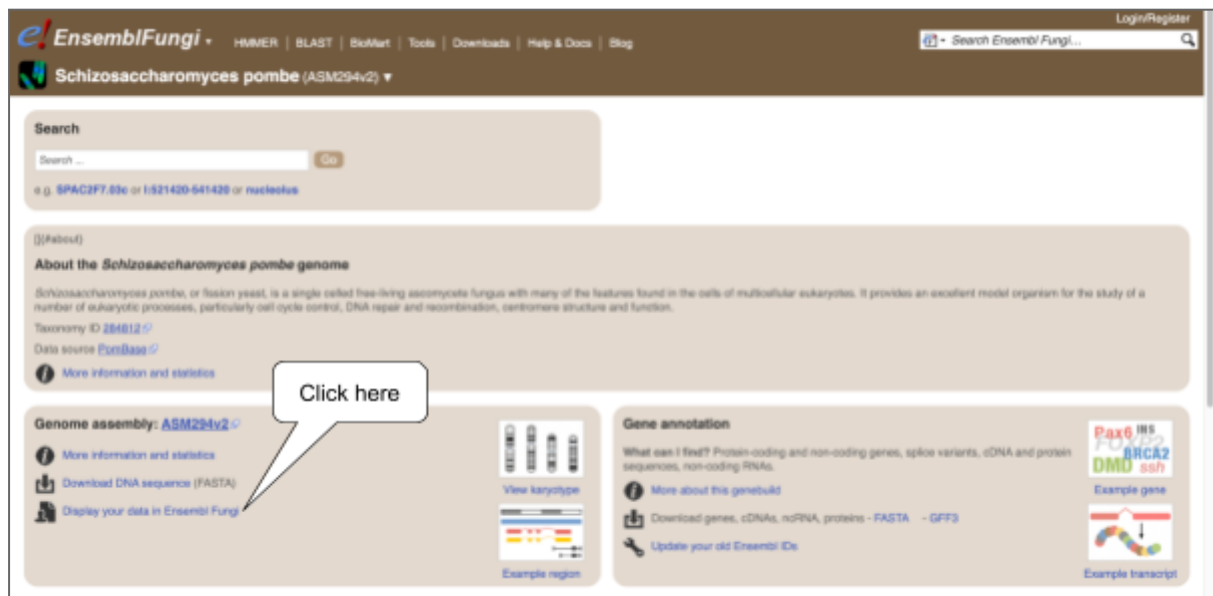 Login/Register
e! EnsemblFungi HMMER | BLAST | BioMart | Tools | Downloads | Help & Docs | Blog
Search Ensembl Fungi...
Schizosaccharomyces pombe (ASM294v2) ▼
Search
Search ...
Go
e.g. SPAC2F7.03c or I:521420-541420 or nucleolus
[](#about)
About the Schizosaccharomyces pombe genome
Schizosaccharomyces pombe, or fission yeast, is a single celled free-living ascomycete fungus with many of the features found in the cells of multicellular eukaryotes. It provides an excellent model organism for the study of a
number of eukaryotic processes, particularly cell cycle control, DNA repair and recombination, centromere structure and function.
Taxonomy ID 284812
Data source PomBase
More information and statistics
Click here
Genome assembly: ASM294v2
More information and statistics
Download DNA sequence (FASTA)
Display your data in Ensembl Fungi
View karyotype
Example region
Gene annotation
What can I find? Protein-coding and non-coding genes, splice variants, cDNA and protein
sequences, non-coding RNAs.
More about this genebuild
Download genes, cDNAs, ncRNA, proteins - FASTA - GFF3
Update your old Ensembl IDs
Pax6 IRS
FOXP2
BRCA2
DMD ssh
Example gene
Example transcript